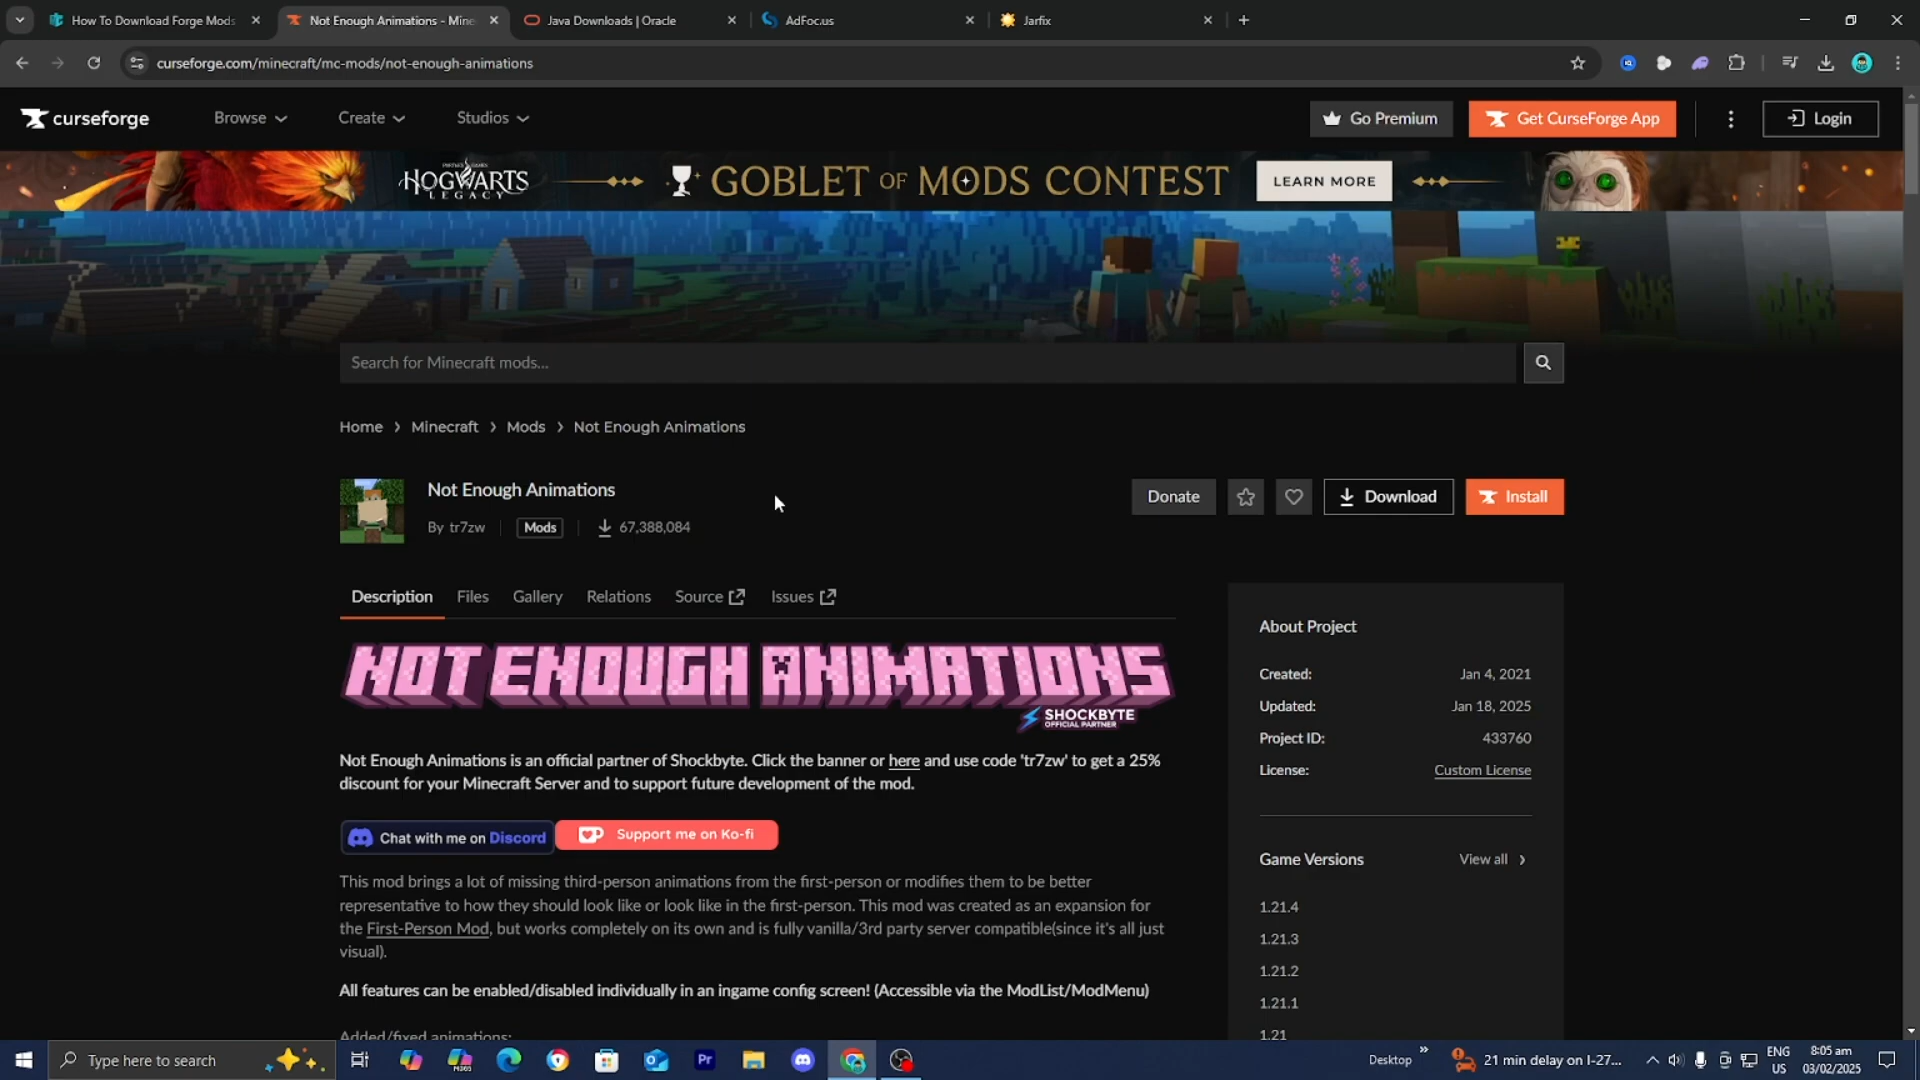 How To Download Forge Mods
Not Enough Animations - Mine
Java Downloads | Oracle
AdFoc.us
Jarfix
curseforge.com/minecraft/mc-mods/not-enough-animations
curseforge
Browse
Create
Studios
Go Premium
Get CurseForge App
Login
HOGWARTS
LEGACY
GOBLET OF MODS CONTEST
LEARN MORE
Search for Minecraft mods...
Home > Minecraft > Mods > Not Enough Animations
Not Enough Animations
By tr7zw
Mods
67,388,084
Donate
Download
Install
Description
Files
Gallery
Relations
Source
Issues
NOT ENOUGH ANIMATIONS
SHOCKBYTE
OFFICIAL PARTNER
Not Enough Animations is an official partner of Shockbyte. Click the banner or here and use code 'tr7zw' to get a 25%
discount for your Minecraft Server and to support future development of the mod.
Chat with me on Discord
Support me on Ko-fi
This mod brings a lot of missing third-person animations from the first-person or modifies them to be better
representative to how they should look like or look like in the first-person. This mod was created as an expansion for
the First-Person Mod, but works completely on its own and is fully vanilla/3rd party server compatible(since it's all just
visual).
All features can be enabled/disabled individually in an ingame config screen! (Accessible via the ModList/ModMenu)
Added/fixed animations:
About Project
Created: Jan 4, 2021
Updated: Jan 18, 2025
Project ID: 433760
License: Custom License
Game Versions
View all >
1.21.4
1.21.3
1.21.2
1.21.1
1.21
Type here to search
M365
Pr
Desktop
21 min delay on I-27...
ENG
US
8:05 am
03/02/2025